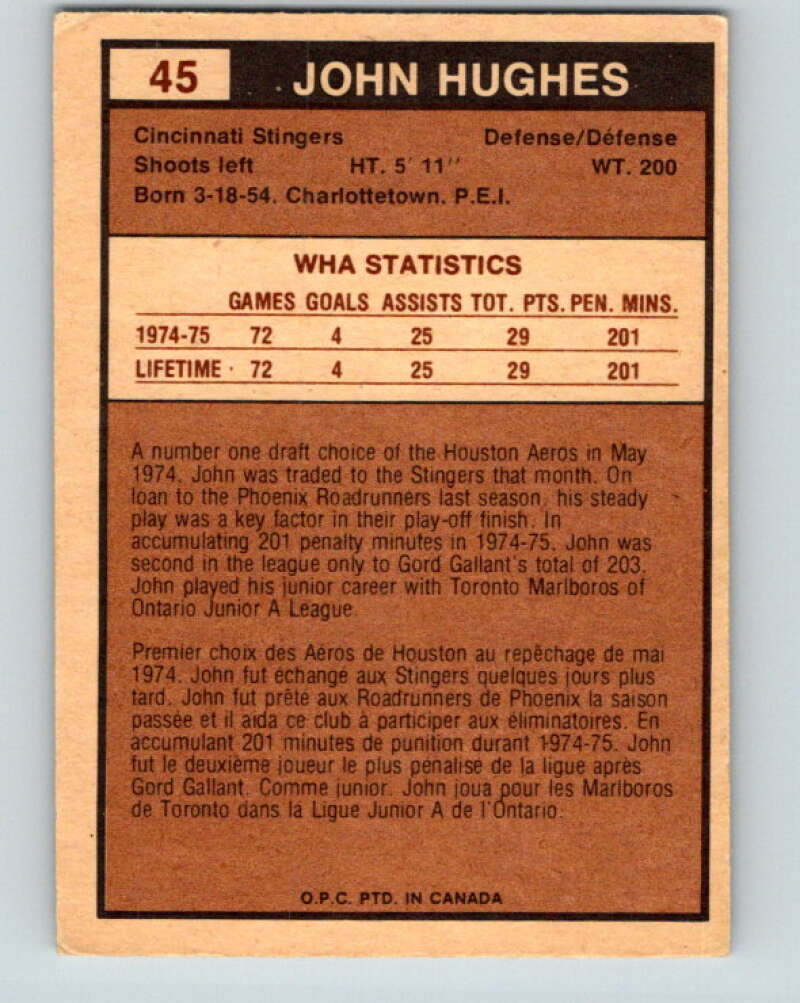 45 JOHN HUGHES
Cincinnati Stingers Defense/Défense
Shoots left HT. 5' 11'' WT. 200
Born 3-18-54. Charlottetown. P.E.I.
WHA STATISTICS
GAMES GOALS ASSISTS TOT. PTS. PEN. MINS.
1974-75 72 4 25 29 201
LIFETIME 72 4 25 29 201
A number one draft choice of the Houston Aeros in May
1974. John was traded to the Stingers that month. On
loan to the Phoenix Roadrunners last season, his steady
play was a key factor in their play-off finish. In
accumulating 201 penalty minutes in 1974-75. John was
second in the league only to Gord Gallant's total of 203.
John played his junior career with Toronto Marlboros of
Ontario Junior A League.
Premier choix des Aéros de Houston au repêchage de mai
1974. John fut échangé aux Stingers quelques jours plus
tard. John fut prêté aux Roadrunners de Phoenix la saison
passée et il aida ce club à participer aux éliminatoires. En
accumulant 201 minutes de punition durant 1974-75. John
fut le deuxième joueur le plus pénalisé de la ligue après
Gord Gallant. Comme junior. John joua pour les Marlboros
de Toronto dans la Ligue Junior A de l'Ontario.
O.P.C. PTD. IN CANADA